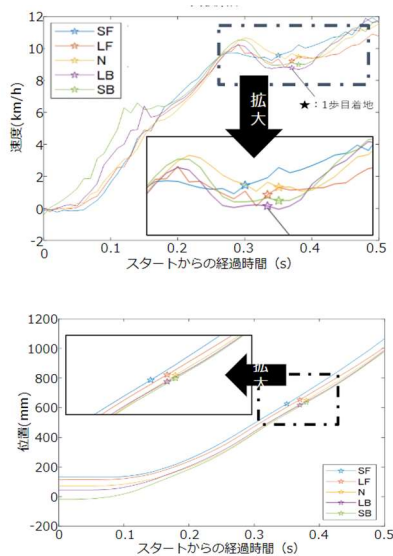 12
10
8
6
4
2
0
-2
速度(km/h)
SF
LF
N
LB
SB
拡大
★：1歩目着地
0
0.1
0.2
0.3
0.4
0.5
スタートからの経過時間（s）
1200
1000
800
600
400
200
0
-200
位置(mm)
拡大
SF
LF
N
LB
SB
0
0.1
0.2
0.3
0.4
0.5
スタートからの経過時間（s）